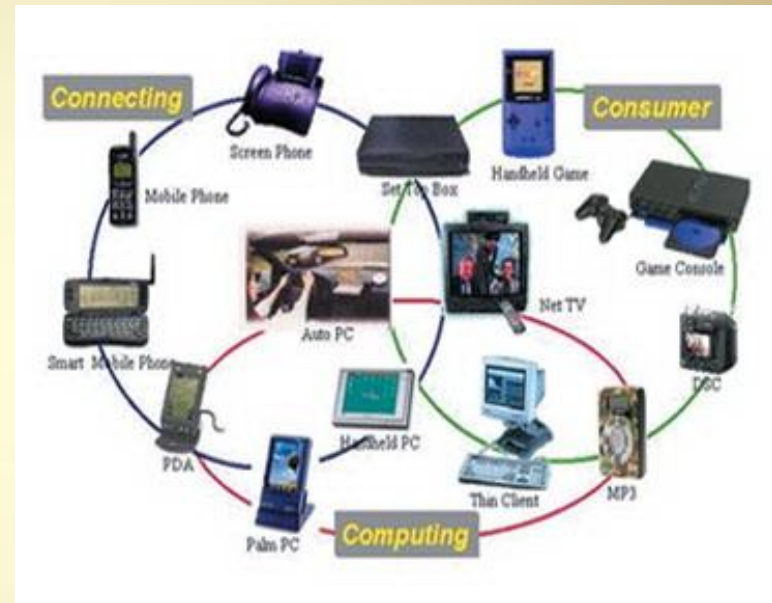 Connecting
Consumer
Screen Phone
Set Top Box
Handheld Game
Mobile Phone
Game Console
Net TV
Auto PC
Smart Mobile Phone
DSC
Handheld PC
PDA
Thin Client
MP3
Palm PC
Computing